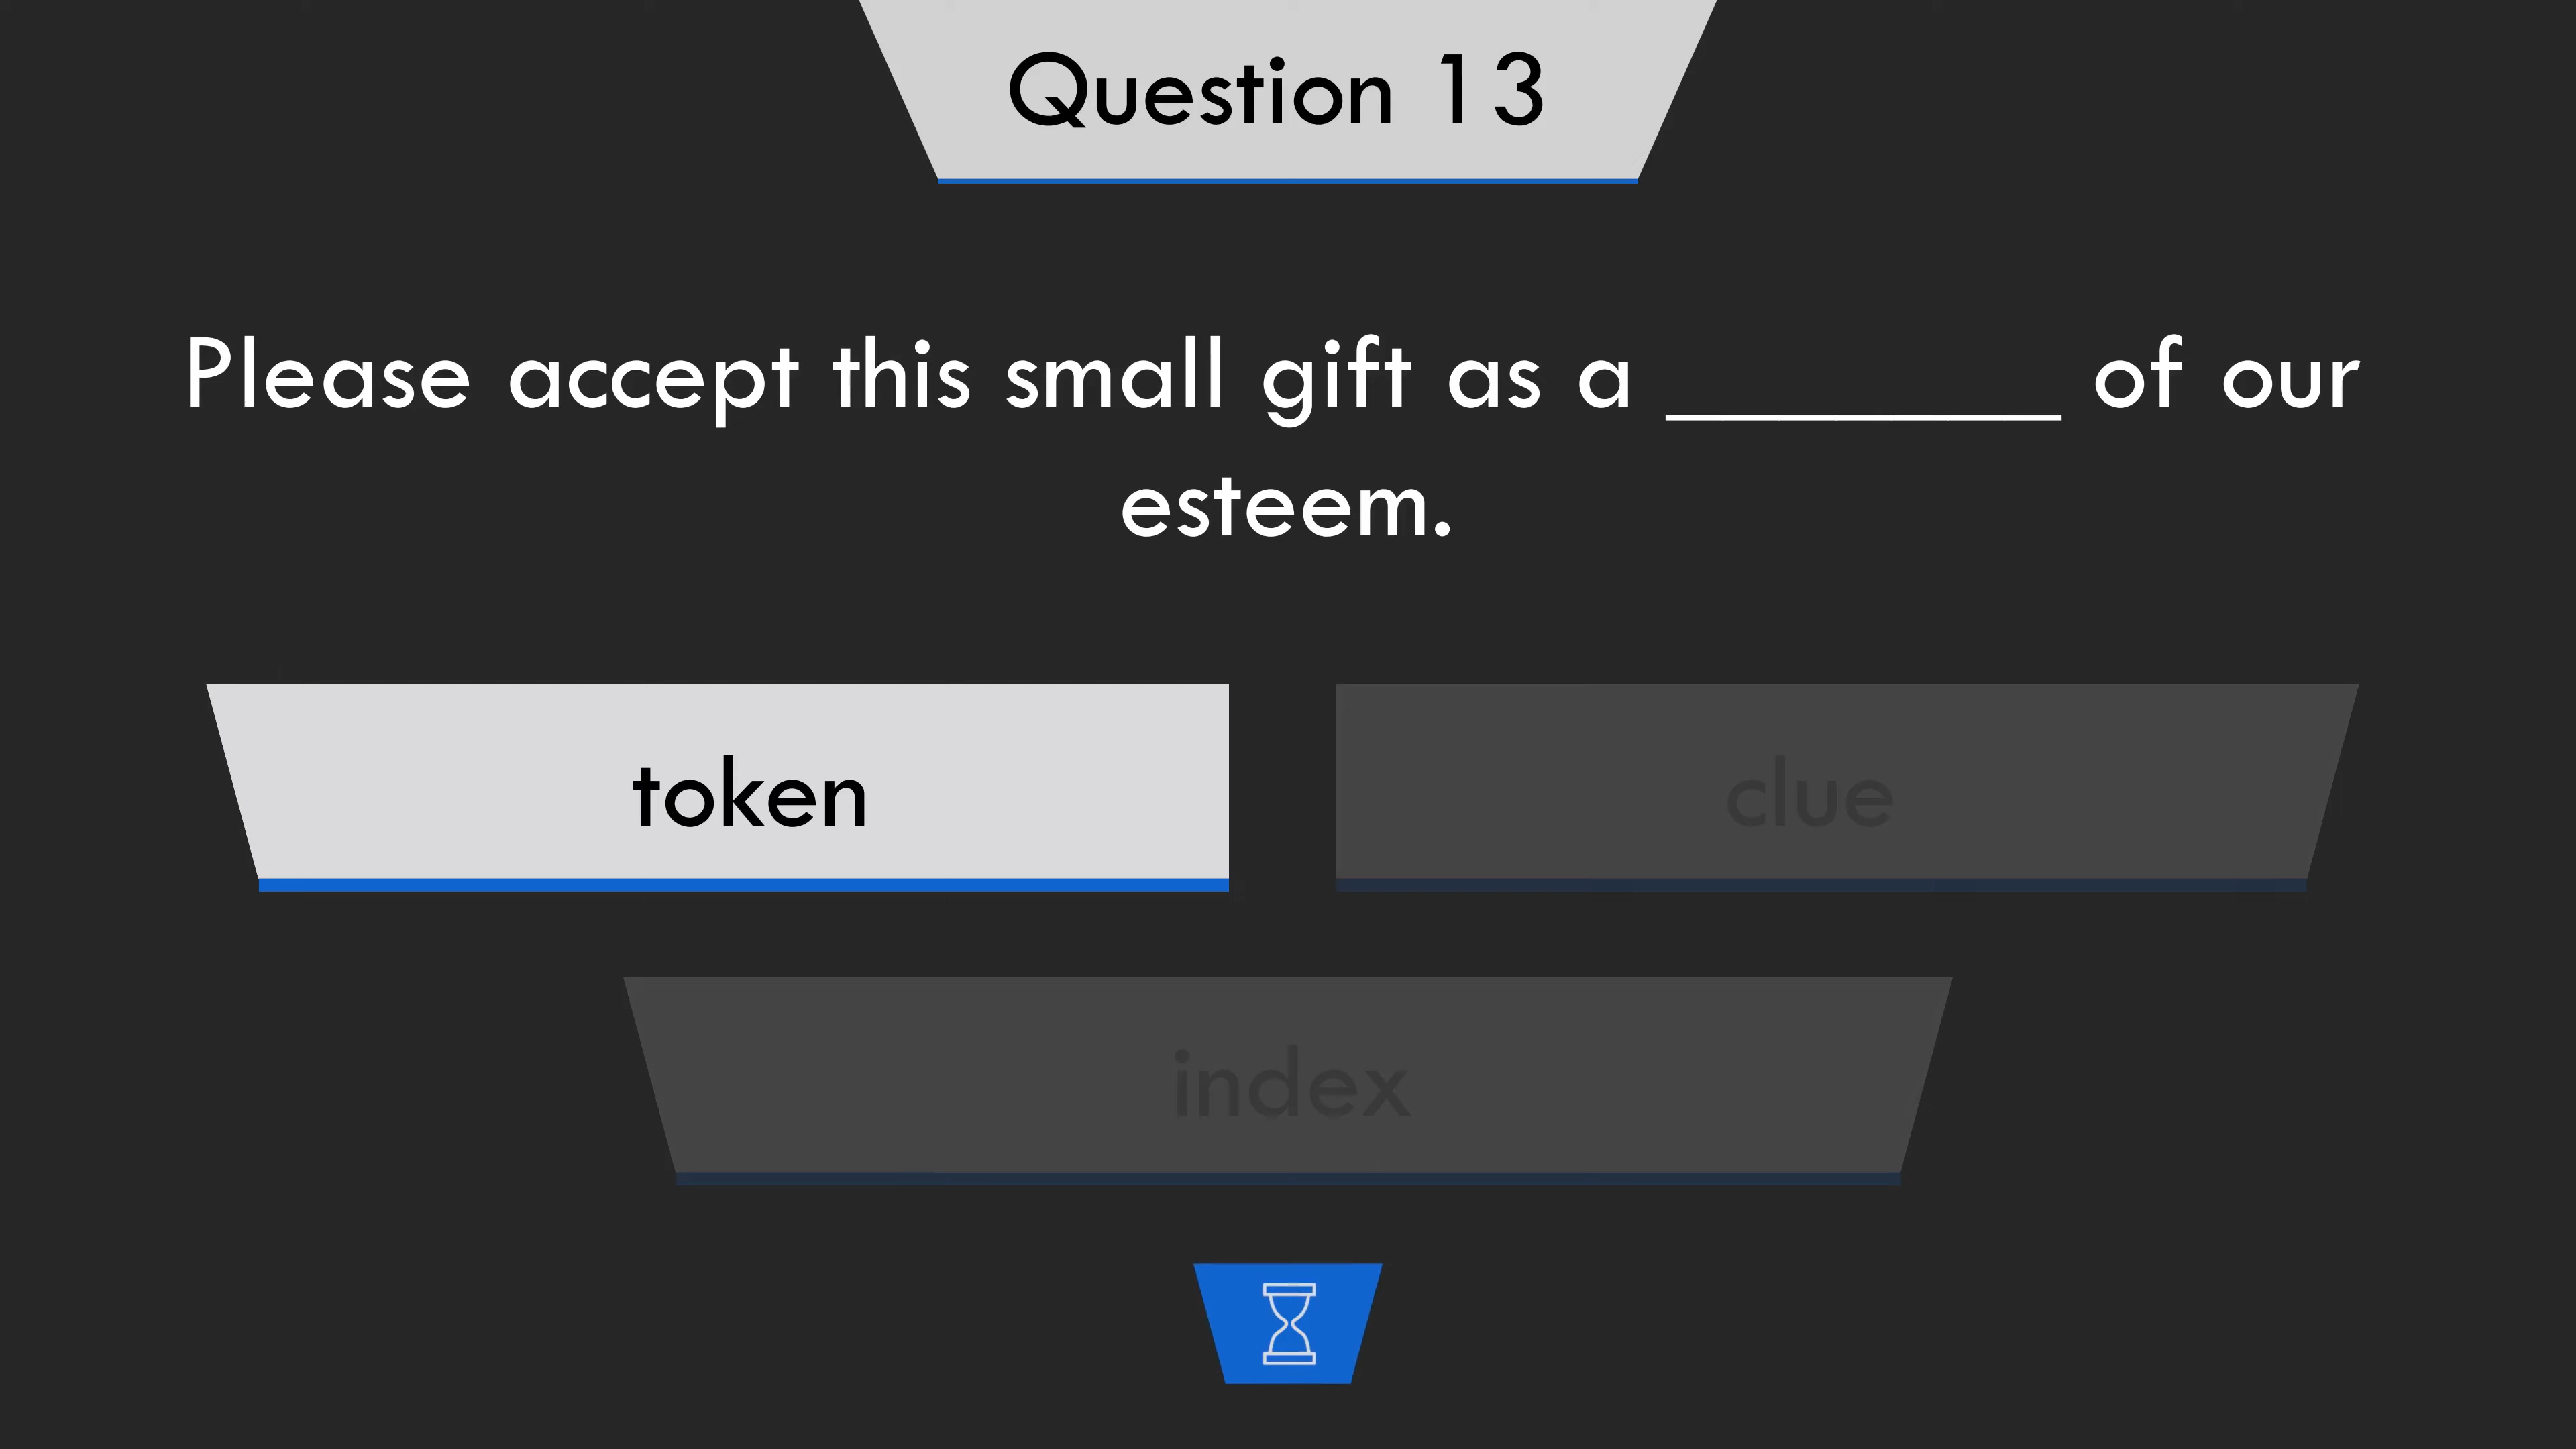 Question 13
Please accept this small gift as a __________ of our
esteem.
token
clue
index